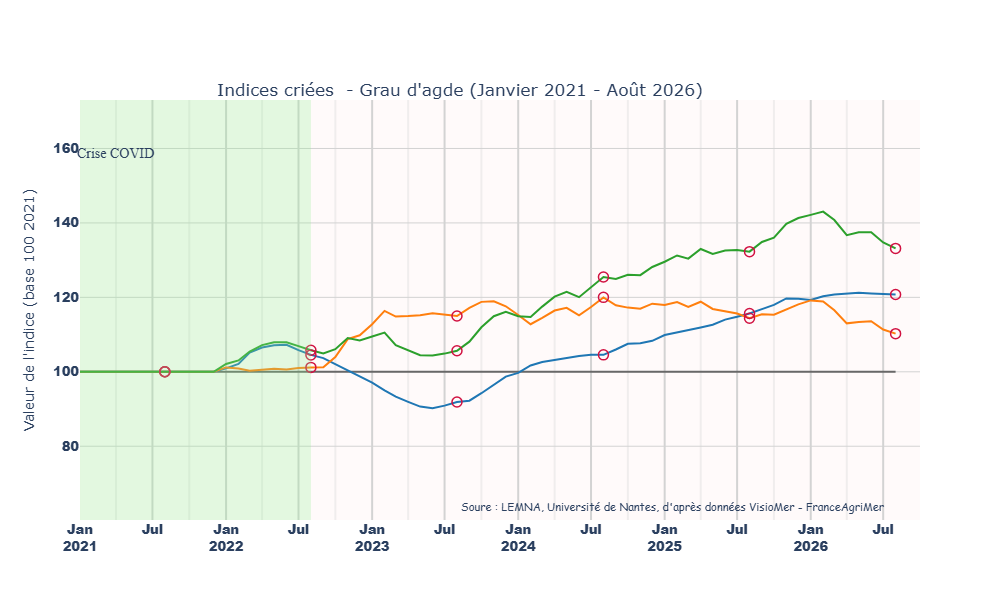 Indices criées  - Grau d'agde (Janvier 2021 - Août 2026)
160
Crise COVID
140
120
100
80
Valeur de l'indice (base 100 2021)
Soure : LEMNA, Université de Nantes, d'après données VisioMer - FranceAgriMer
Jan Jul Jan Jul Jan Jul Jan Jul Jan Jul Jan Jul
2021 2022 2023 2024 2025 2026